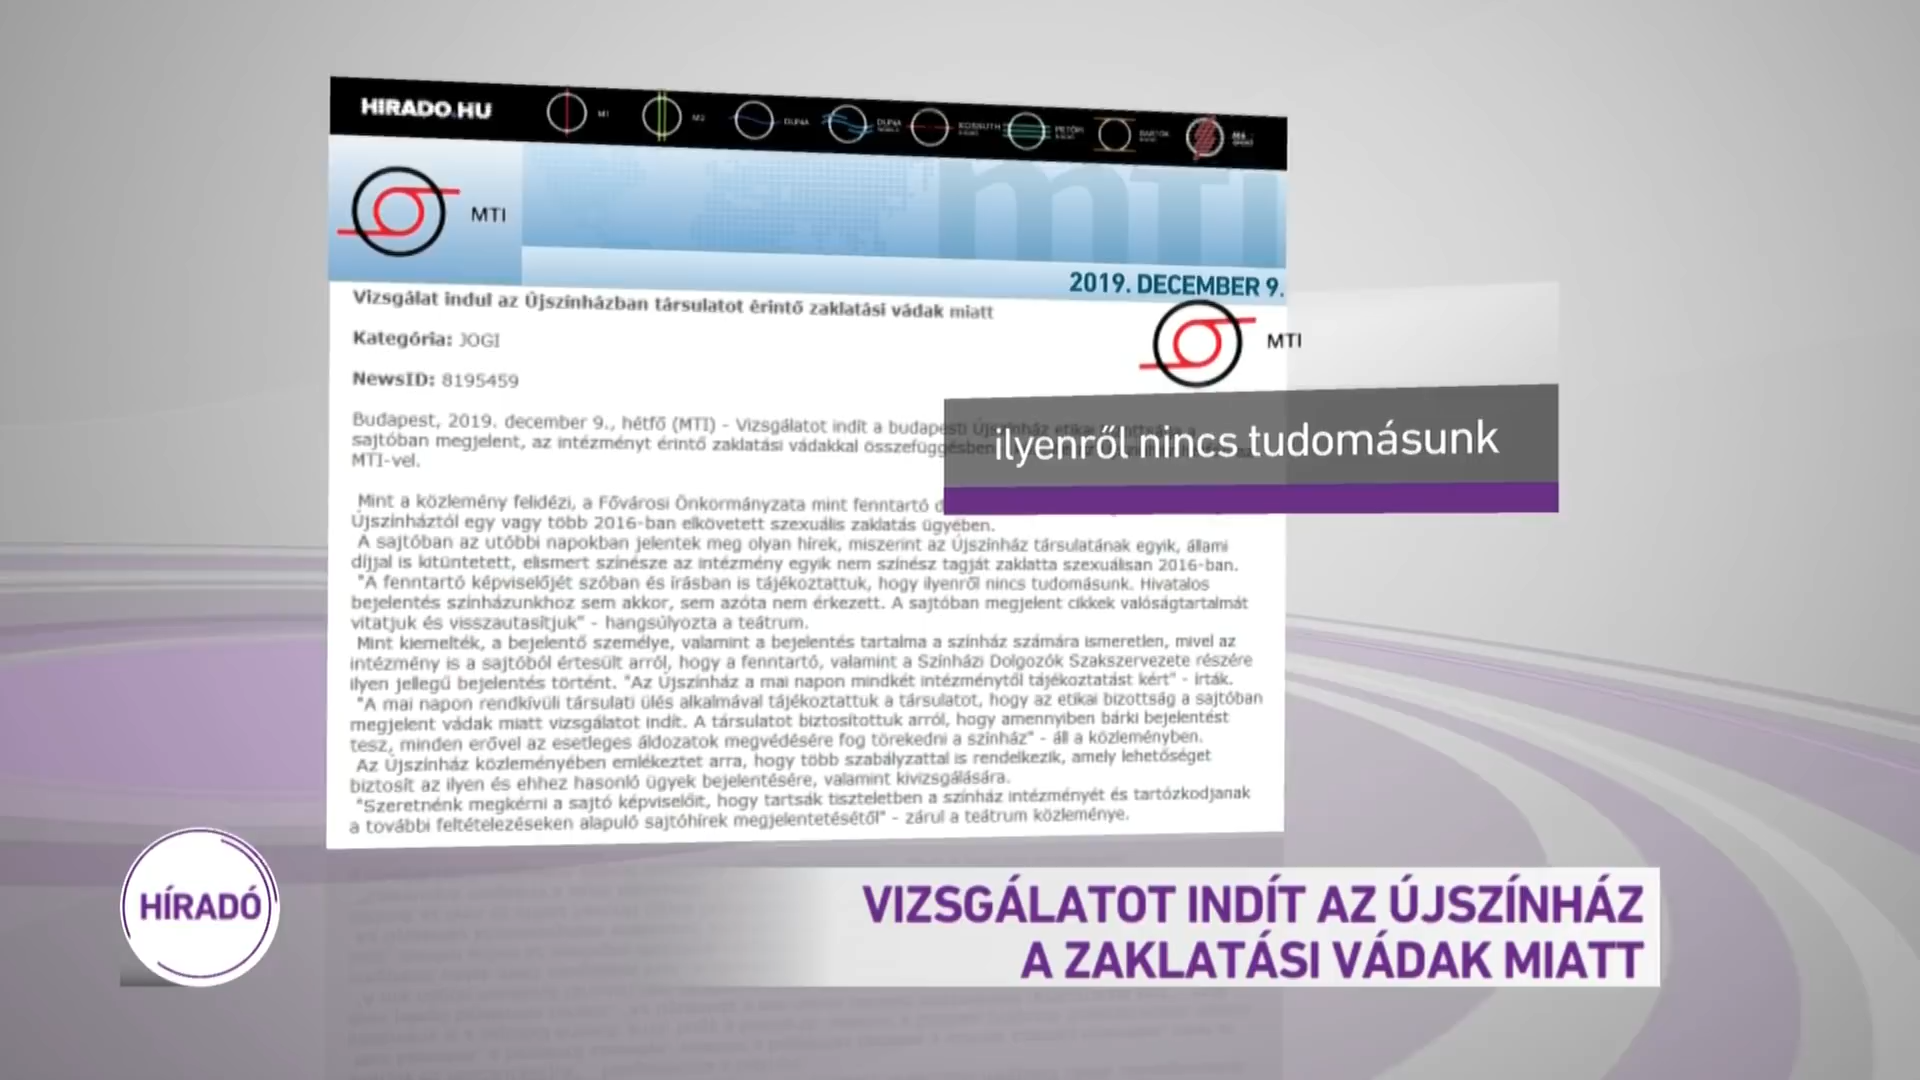 HIRADO.HU
M1
M2
DUNA
DUNA
KOSSUTH
PETŐFI
BARTÓK
mTI
MTI
2019. DECEMBER 9.
Vizsgálat indul az Újszínházban társulatot érintő zaklatási vádak miatt
MTI
Kategória: JOGI
NewsID: 8195459
Budapest, 2019. december 9., hétfő (MTI) - Vizsgálatot indít a budapesti Újszínház etikai
sajtóban megjelent, az intézményt érintő zaklatási vádakkal összefüggésben
MTI-vel.
ilyenről nincs tudomásunk
Mint a közlemény felidézi, a Fővárosi Önkormányzata mint fenntartó
Újszínháztól egy vagy több 2016-ban elkövetett szexuális zaklatás ügyében.
A sajtóban az utóbbi napokban jelentek meg olyan hírek, miszerint az Újszínház társulatának egyik, állami
díjjal is kitüntetett, elismert színésze az intézmény egyik nem színész tagját zaklatta szexuálisan 2016-ban.
"A fenntartó képviselőjét szóban és írásban is tájékoztattuk, hogy ilyenről nincs tudomásunk. Hivatalos
bejelentés színházunkhoz sem akkor, sem azóta nem érkezett. A sajtóban megjelent cikkek valóságtartalmát
vitatjuk és visszautasítjuk" - hangsúlyozta a teátrum.
Mint kiemelték, a bejelentő személye, valamint a bejelentés tartalma a színház számára ismeretlen, mivel az
intézmény is a sajtóból értesült arról, hogy a fenntartó, valamint a Színházi Dolgozók Szakszervezete részére
ilyen jellegű bejelentés történt. "Az Újszínház a mai napon mindkét intézménytől tájékoztatást kért" - írták.
"A mai napon rendkívüli társulati ülés alkalmával tájékoztattuk a társulatot, hogy az etikai bizottság a sajtóban
megjelent vádak miatt vizsgálatot indít. A társulatot biztosítottuk arról, hogy amennyiben bárki bejelentést
tesz, minden erővel az esetleges áldozatok megvédésére fog törekedni a színház" - áll a közleményben.
Az Újszínház közleményében emlékeztet arra, hogy több szabályzattal is rendelkezik, amely lehetőséget
biztosít az ilyen és ehhez hasonló ügyek bejelentésére, valamint kivizsgálására.
"Szeretnénk megkérni a sajtó képviselőit, hogy tartsák tiszteletben a színház intézményét és tartózkodjanak
a további feltételezéseken alapuló sajtóhírek megjelentetésétől" - zárul a teátrum közleménye.
HÍRADÓ
VIZSGÁLATOT INDÍT AZ ÚJSZÍNHÁZ
A ZAKLATÁSI VÁDAK MIATT